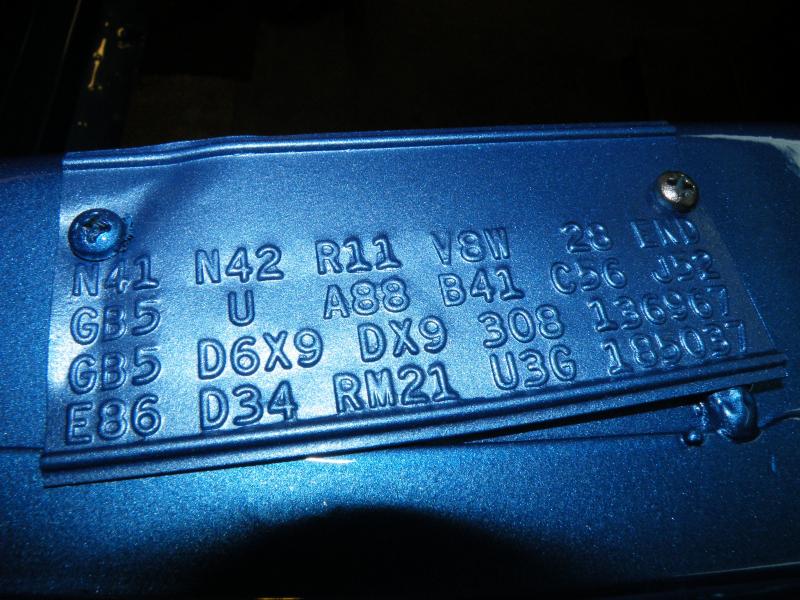 N41 N42 R11 V8W 28 END
GB5 U A88 B41 C56 J52
GB5 D6X9 DX9 308 136967
E86 D34 RM21 U3G 185037